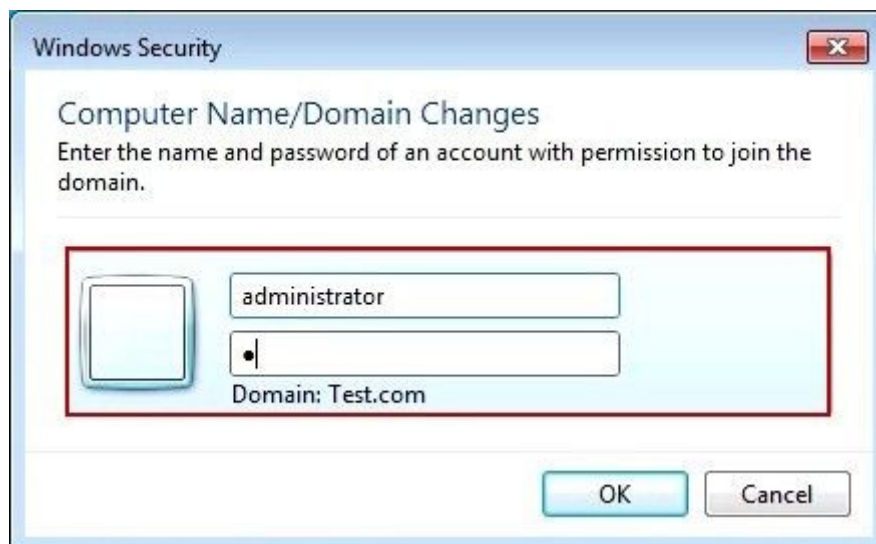 Windows Security
Computer Name/Domain Changes
Enter the name and password of an account with permission to join the
domain.
administrator
●
Domain: Test.com
OK
Cancel